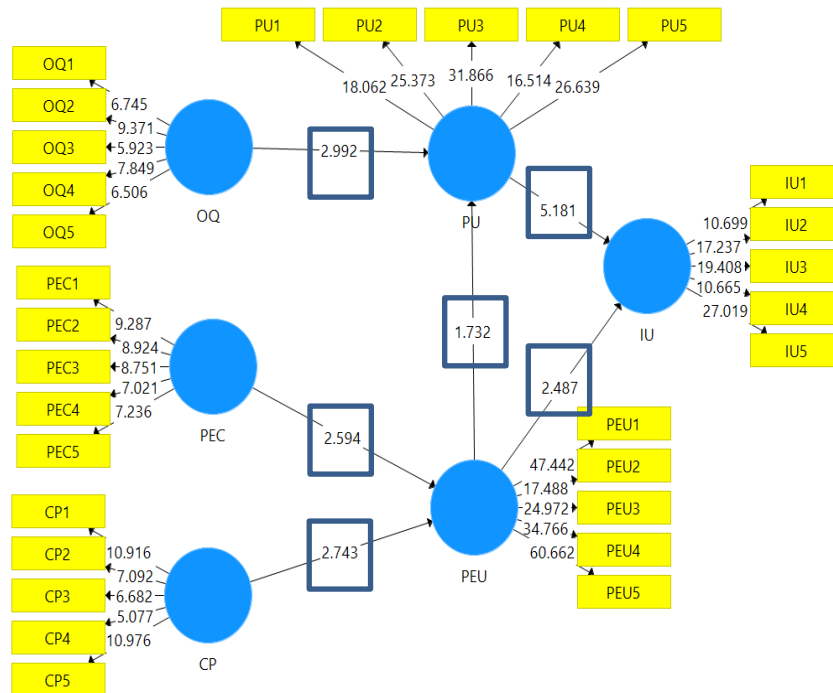 PU1 PU2 PU3 PU4 PU5
18.062 25.373 31.866 16.514 26.639
OQ1
OQ2
OQ3
OQ4
OQ5
6.745
9.371
5.923
7.849
6.506
OQ
2.992
PU
5.181
IU1
IU2
IU3
IU4
IU5
10.699
17.237
19.408
10.665
27.019
IU
PEC1
PEC2
PEC3
PEC4
PEC5
9.287
8.924
8.751
7.021
7.236
PEC
2.594
1.732
2.487
PEU1
PEU2
PEU3
PEU4
PEU5
47.442
17.488
24.972
34.766
60.662
PEU
CP1
CP2
CP3
CP4
CP5
10.916
7.092
6.682
5.077
10.976
CP
2.743